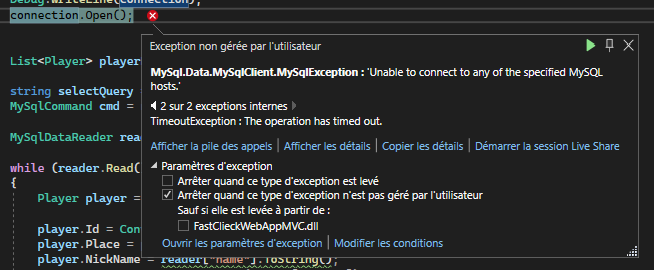 Debug.WriteLine(connection);
connection.Open();
Exception non gérée par l'utilisateur
MySql.Data.MySqlClient.MySqlException : 'Unable to connect to any of the specified MySQL
hosts.'
2 sur 2 exceptions internes
TimeoutException : The operation has timed out.
Afficher la pile des appels | Afficher les détails | Copier les détails | Démarrer la session Live Share
Paramètres d'exception
Arrêter quand ce type d'exception est levé
Arrêter quand ce type d'exception n'est pas géré par l'utilisateur
Sauf si elle est levée à partir de :
FastClieckWebAppMVC.dll
Ouvrir les paramètres d'exception | Modifier les conditions
List<Player> player
string selectQuery
MySqlCommand cmd =
MySqlDataReader rea
while (reader.Read(
{
Player player =
player.Id = Con
player.Place =
player.NickName = reader["name"].ToString();